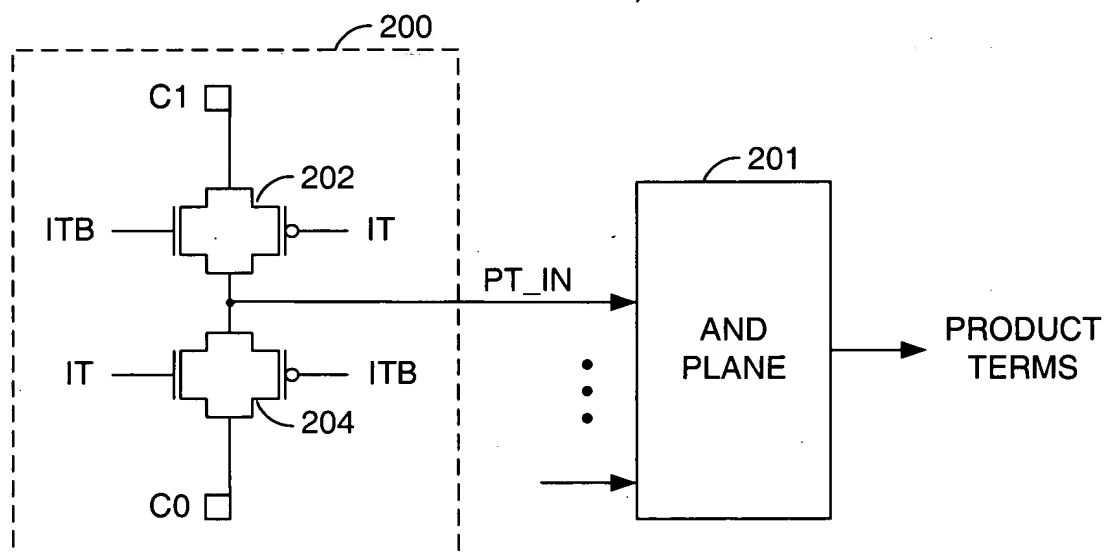 200
C1
201
202
ITB
IT
PT_IN
AND
PLANE
PRODUCT
TERMS
IT
ITB
204
C0